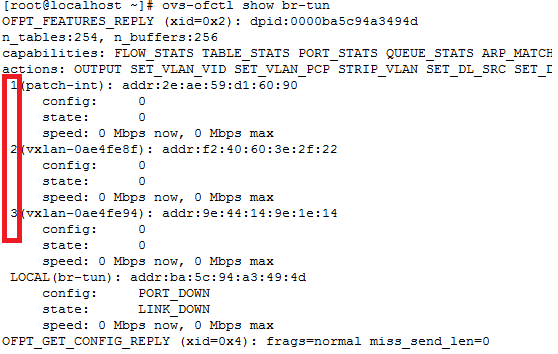 [root@localhost ~]# ovs-ofctl show br-tun
OFPT_FEATURES_REPLY (xid=0x2): dpid:0000ba5c94a3494d
n_tables:254, n_buffers:256
capabilities: FLOW_STATS TABLE_STATS PORT_STATS QUEUE_STATS ARP_MATCH
actions: OUTPUT SET_VLAN_VID SET_VLAN_PCP STRIP_VLAN SET_DL_SRC SET_D
1(patch-int): addr:2e:ae:59:d1:60:90
config: 0
state: 0
speed: 0 Mbps now, 0 Mbps max
2(vxlan-0ae4fe8f): addr:f2:40:60:3e:2f:22
config: 0
state: 0
speed: 0 Mbps now, 0 Mbps max
3(vxlan-0ae4fe94): addr:9e:44:14:9e:1e:14
config: 0
state: 0
speed: 0 Mbps now, 0 Mbps max
LOCAL(br-tun): addr:ba:5c:94:a3:49:4d
config: PORT_DOWN
state: LINK_DOWN
speed: 0 Mbps now, 0 Mbps max
OFPT_GET_CONFIG_REPLY (xid=0x4): frags=normal miss_send_len=0